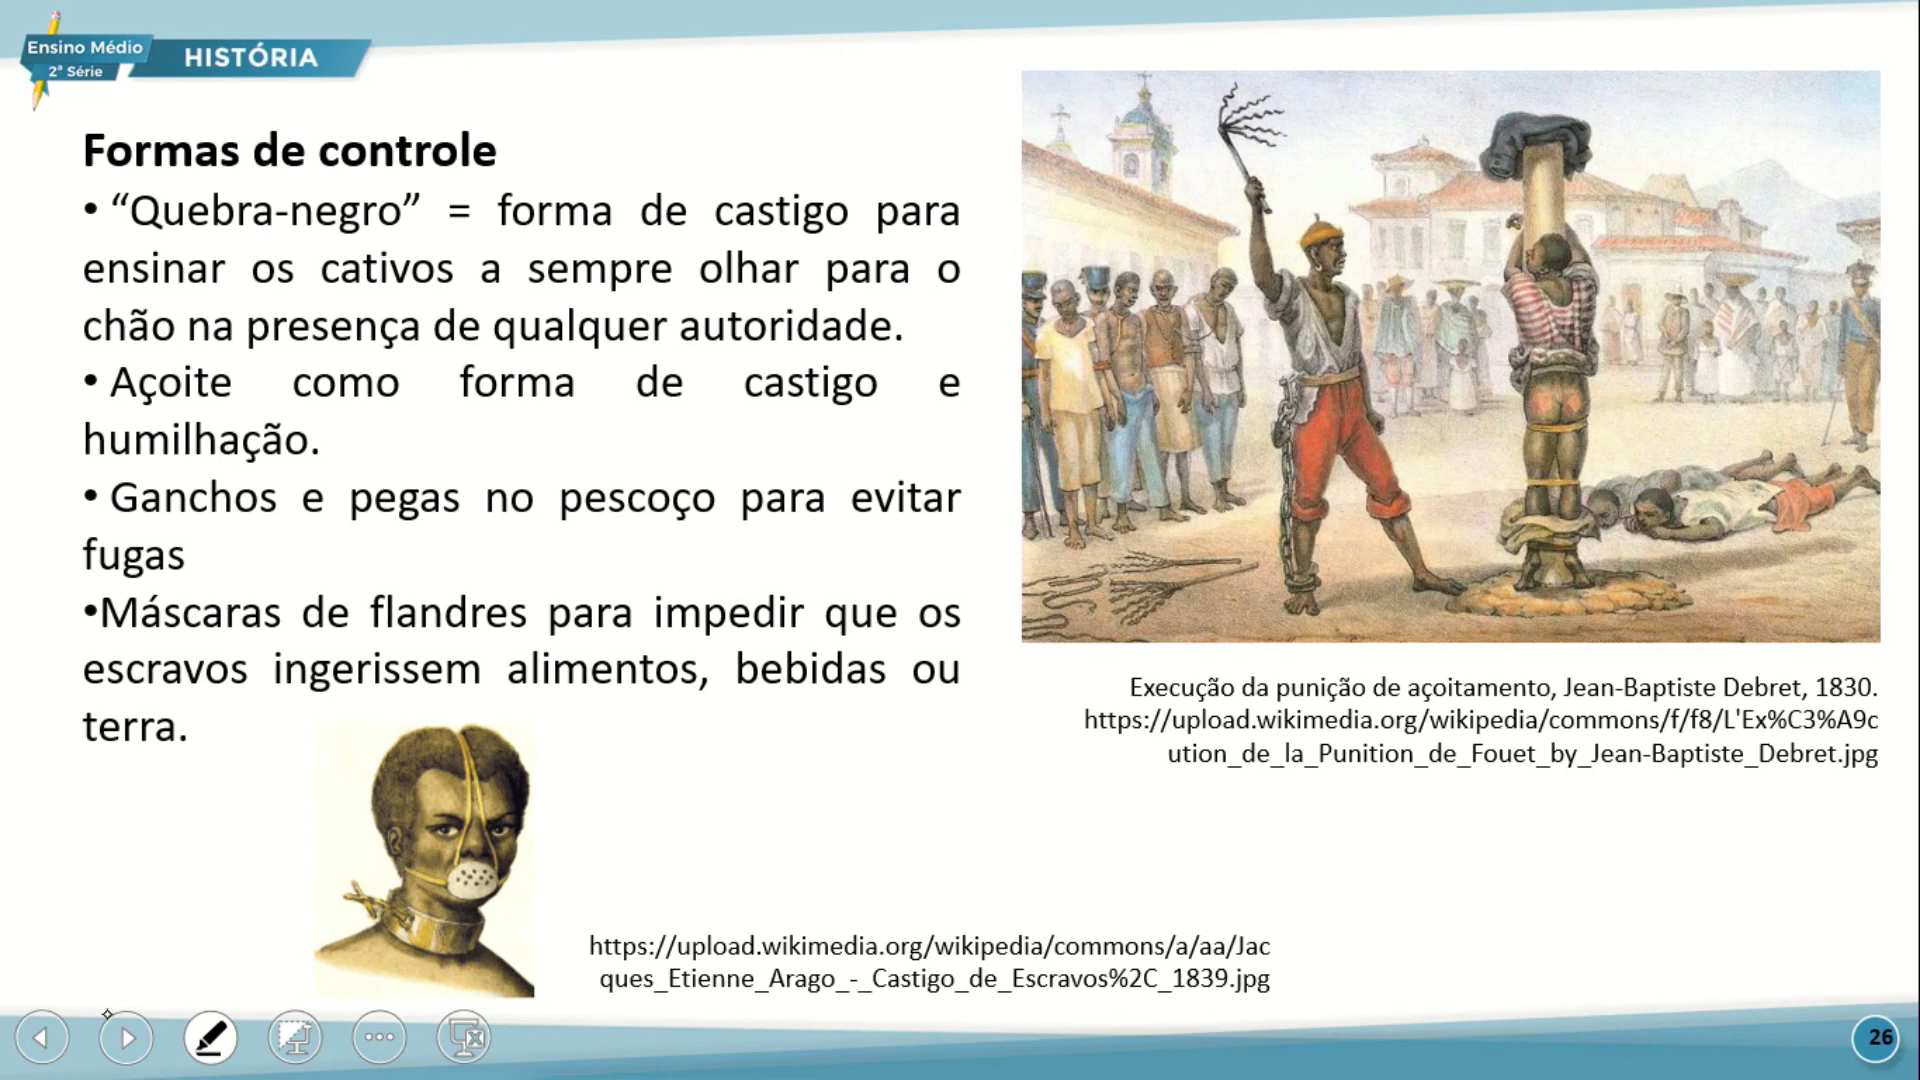 Ensino Médio
2ª Série
HISTÓRIA
Formas de controle
• “Quebra-negro” = forma de castigo para
ensinar os cativos a sempre olhar para o
chão na presença de qualquer autoridade.
• Açoite como forma de castigo e
humilhação.
• Ganchos e pegas no pescoço para evitar
fugas
•Máscaras de flandres para impedir que os
escravos ingerissem alimentos, bebidas ou
terra.
Execução da punição de açoitamento, Jean-Baptiste Debret, 1830.
https://upload.wikimedia.org/wikipedia/commons/f/f8/L'Ex%C3%A9c
ution_de_la_Punition_de_Fouet_by_Jean-Baptiste_Debret.jpg
https://upload.wikimedia.org/wikipedia/commons/a/aa/Jac
ques_Etienne_Arago_-_Castigo_de_Escravos%2C_1839.jpg
26